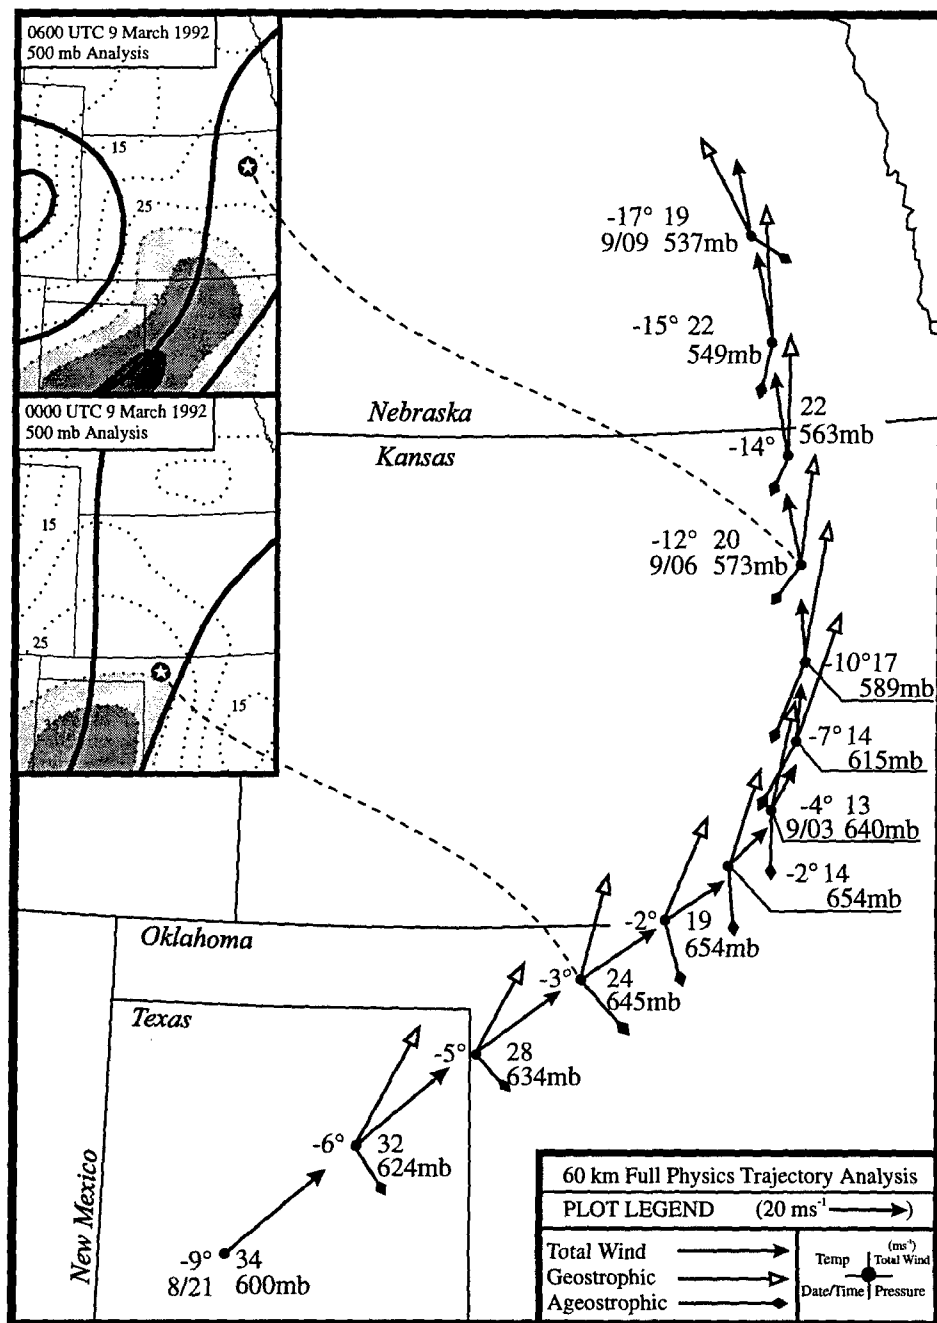 0600 UTC 9 March 1992
500 mb Analysis
15
25
35
0000 UTC 9 March 1992
500 mb Analysis
15
25
15
-17° 19
9/09 537mb
-15° 22
549mb
Nebraska
22
563mb
-14°
Kansas
-12° 20
9/06 573mb
-10° 17
589mb
-7° 14
615mb
-4° 13
9/03 640mb
-2° 14
654mb
-2° 19
654mb
Oklahoma
-3° 24
645mb
Texas
-5° 28
634mb
-6° 32
624mb
New Mexico
-9° 34
8/21 600mb
60 km Full Physics Trajectory Analysis
PLOT LEGEND (20 ms⁻¹ )
Total Wind
Geostrophic
Ageostrophic
(ms⁻¹)
Temp Total Wind
Date/Time Pressure